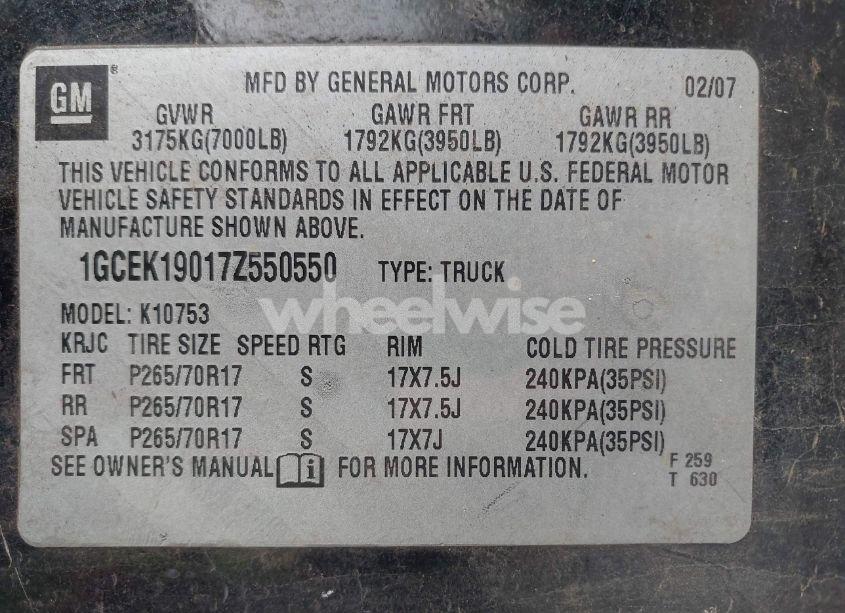 GM ® MFD BY GENERAL MOTORS CORP. 02/07
GVWR GAWR FRT GAWR RR
3175KG(7000LB) 1792KG(3950LB) 1792KG(3950LB)
THIS VEHICLE CONFORMS TO ALL APPLICABLE U.S. FEDERAL MOTOR
VEHICLE SAFETY STANDARDS IN EFFECT ON THE DATE OF
MANUFACTURE SHOWN ABOVE.
1GCEK19017Z550550 TYPE: TRUCK
wheelwise
MODEL: K10753
KRJC TIRE SIZE SPEED RTG RIM COLD TIRE PRESSURE
FRT P265/70R17 S 17X7.5J 240KPA(35PSI)
RR P265/70R17 S 17X7.5J 240KPA(35PSI)
SPA P265/70R17 S 17X7J 240KPA(35PSI)
SEE OWNER'S MANUAL i FOR MORE INFORMATION.
F 259
T 630